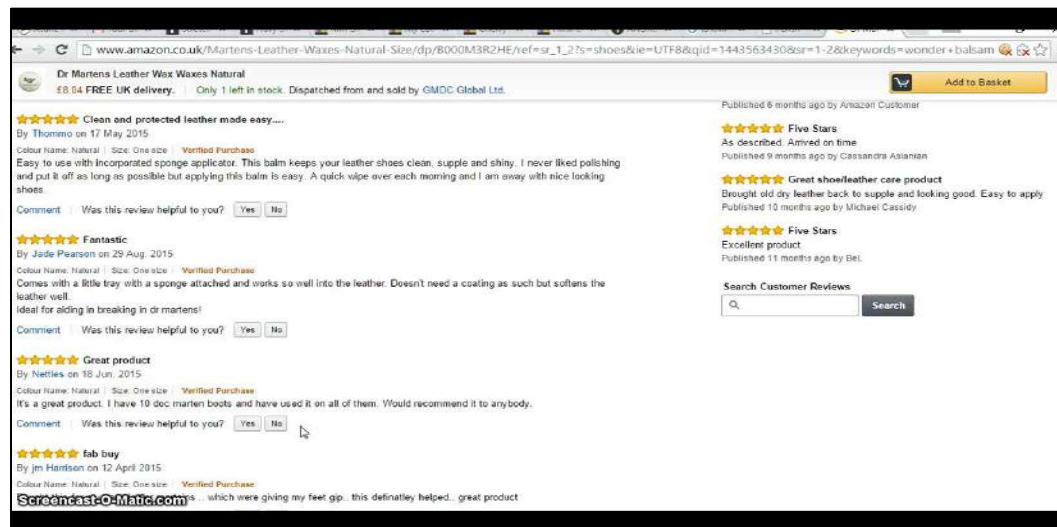 www.amazon.co.uk/Martens-Leather-Waxes-Natural-Size/dp/B000M3R2HE/ref=sr_1_2?s=shoes&ie=UTF8&qid=1443563430&sr=1-2&keywords=wonder+balsam
Dr Martens Leather Wax Waxes Natural
£8.04 FREE UK delivery. Only 1 left in stock. Dispatched from and sold by GMDC Global Ltd.
Add to Basket
Clean and protected leather made easy....
By Thommo on 17 May 2015
Colour Name: Natural | Size: One size | Verified Purchase
Easy to use with incorporated sponge applicator. This balm keeps your leather shoes clean, supple and shiny. I never liked polishing
and put it off as long as possible but applying this balm is easy. A quick wipe over each morning and I am away with nice looking
shoes.
Comment | Was this review helpful to you? Yes No
Fantastic
By Jade Pearson on 29 Aug. 2015
Colour Name: Natural | Size: One size | Verified Purchase
Comes with a little tray with a sponge attached and works so well into the leather. Doesn't need a coating as such but softens the
leather well.
Ideal for aiding in breaking in dr martens!
Comment | Was this review helpful to you? Yes No
Great product
By Netties on 18 Jun. 2015
Colour Name: Natural | Size: One size | Verified Purchase
It's a great product. I have 10 doc marten boots and have used it on all of them. Would recommend it to anybody.
Comment | Was this review helpful to you? Yes No
fab buy
By jm Harrison on 12 April 2015
Colour Name: Natural | Size: One size | Verified Purchase
.. which were giving my feet gip.. this definatley helped.. great product
Screencast-O-Matic.com
Published 6 months ago by Amazon Customer
Five Stars
As described. Arrived on time
Published 9 months ago by Cassandra Asianian
Great shoe/leather care product
Brought old dry leather back to supple and looking good. Easy to apply
Published 10 months ago by Michael Cassidy
Five Stars
Excellent product
Published 11 months ago by Bel.
Search Customer Reviews
Search